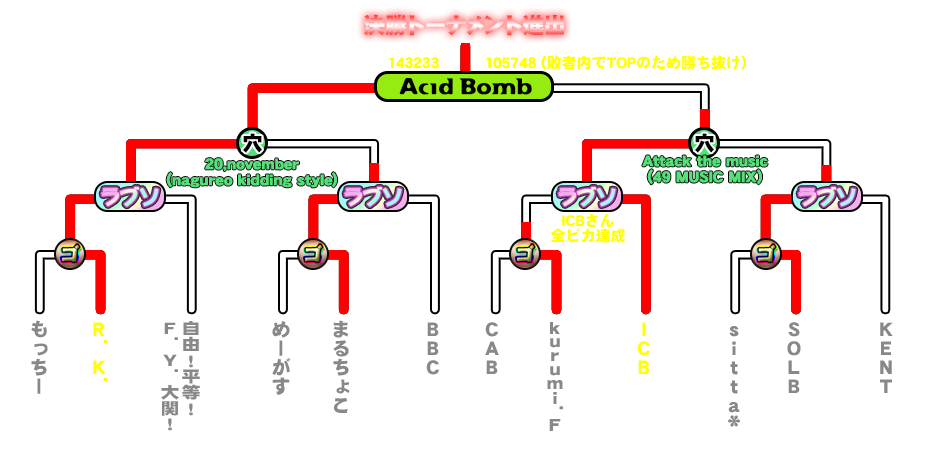 決勝トーナメント進出
143233
105748 (敗者内でTOPのため勝ち抜け)
Acid Bomb
穴
穴
20,november
(nagureo kidding style)
Attack the music
(49 MUSIC MIX)
ラブソ
ラブソ
ラブソ
ラブソ
ICBさん
全ピカ達成
ゴ
ゴ
ゴ
ゴ
もっちー
R.K.
自由!平等!
F.Y.大関!
めーがす
まるちょこ
BBC
CAB
kurumi.F
ICB
sitta*
SOLB
KENT